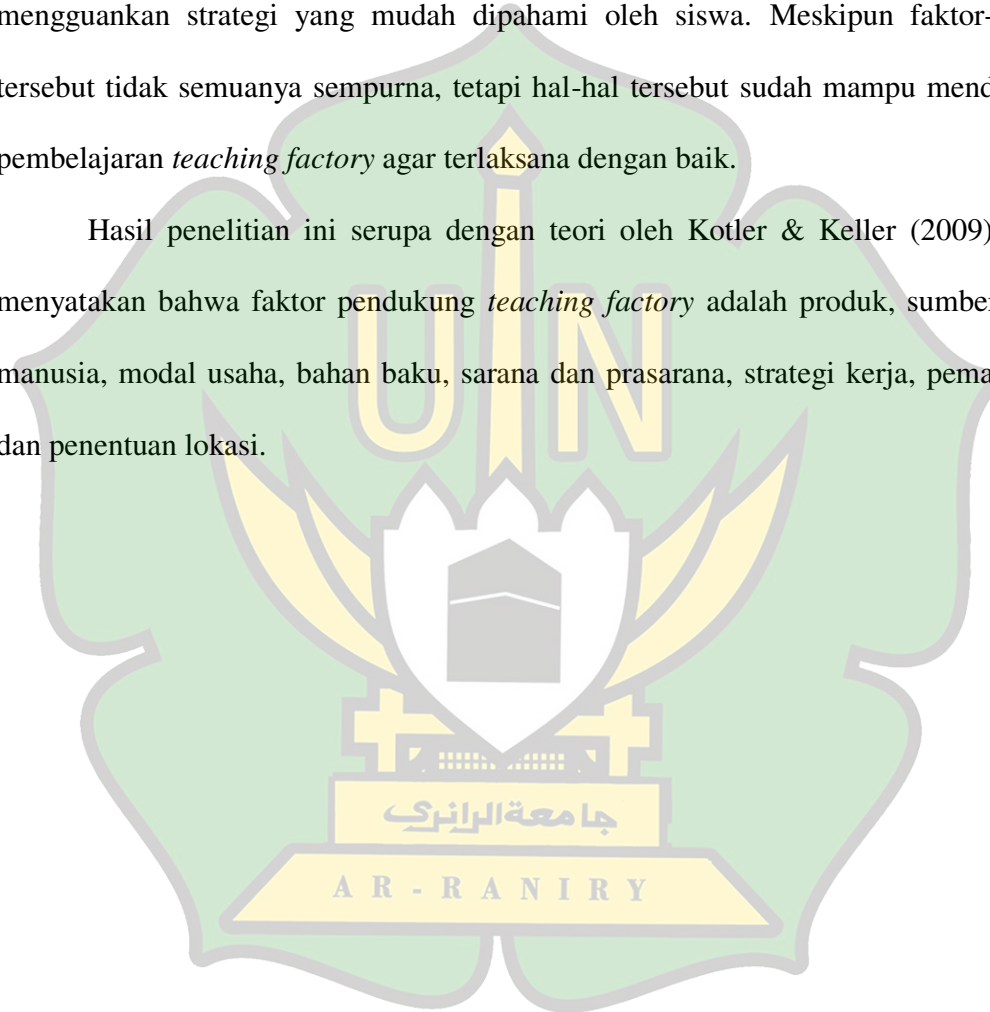 mengguankan strategi yang mudah dipahami oleh siswa. Meskipun faktor-
tersebut tidak semuanya sempurna, tetapi hal-hal tersebut sudah mampu mend
pembelajaran teaching factory agar terlaksana dengan baik.
Hasil penelitian ini serupa dengan teori oleh Kotler & Keller (2009)
menyatakan bahwa faktor pendukung teaching factory adalah produk, sumber
manusia, modal usaha, bahan baku, sarana dan prasarana, strategi kerja, pema
dan penentuan lokasi.
UIN
جامعةالرانري
AR-RANIRY